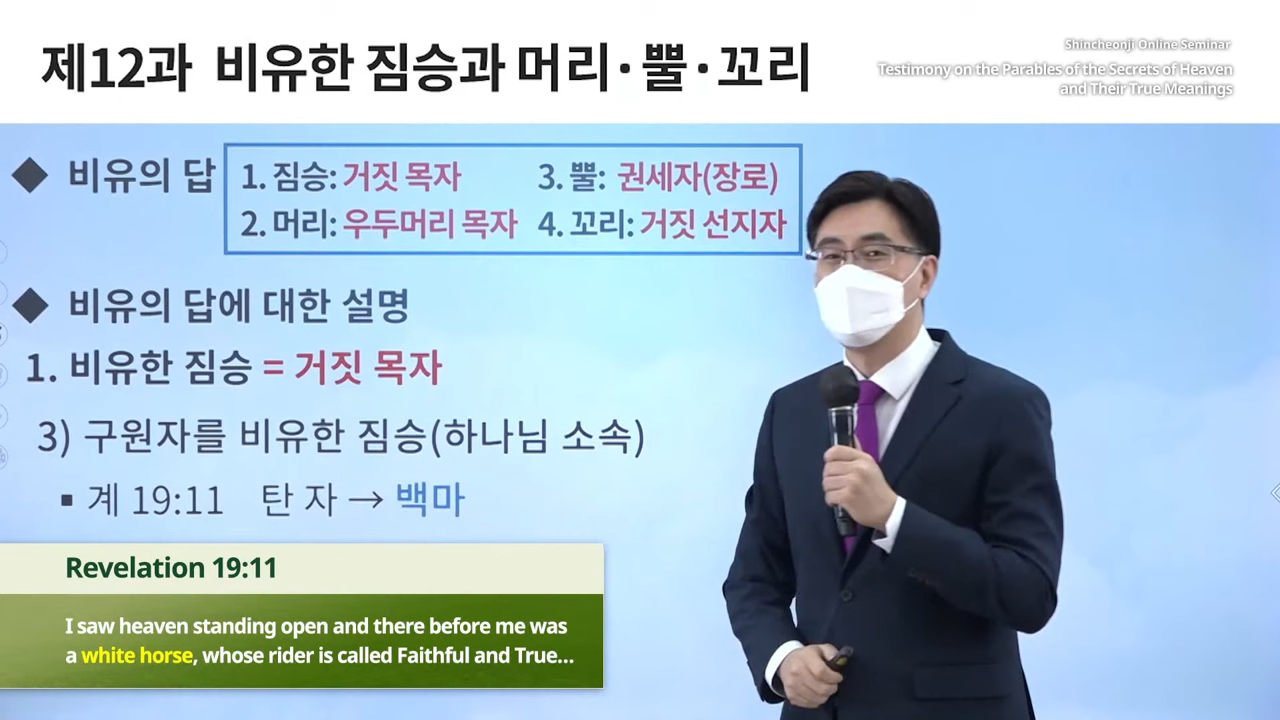 제12과 비유한 짐승과 머리·뿔·꼬리
Shincheonji Online Seminar
Testimony on the Parables of the Secrets of Heaven
and Their True Meanings
◆ 비유의 답
1. 짐승: 거짓 목자
3. 뿔: 권세자(장로)
2. 머리: 우두머리 목자
4. 꼬리: 거짓 선지자
◆ 비유의 답에 대한 설명
1. 비유한 짐승 = 거짓 목자
3) 구원자를 비유한 짐승(하나님 소속)
▪ 계 19:11 탄 자 → 백마
Revelation 19:11
I saw heaven standing open and there before me was
a white horse, whose rider is called Faithful and True...